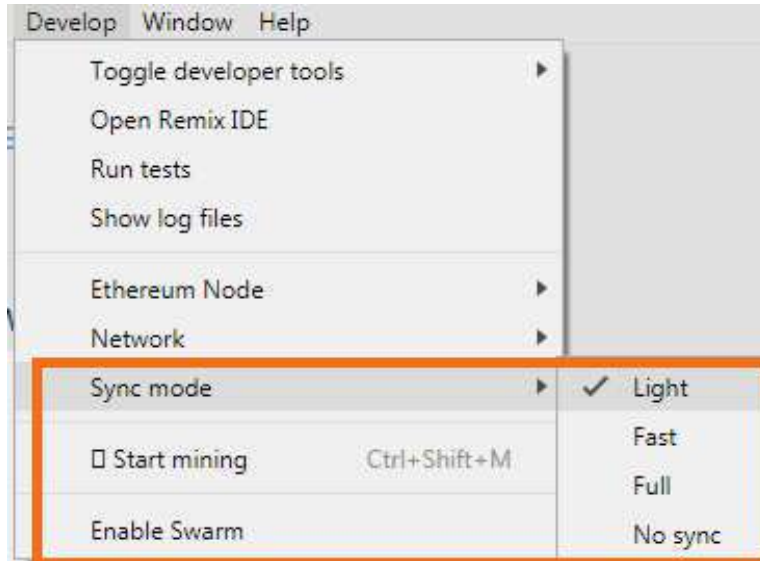 Develop Window Help
Toggle developer tools
Open Remix IDE
Run tests
Show log files
Ethereum Node
Network
Sync mode
Light
Fast
Start mining Ctrl+Shift+M
Full
Enable Swarm
No sync